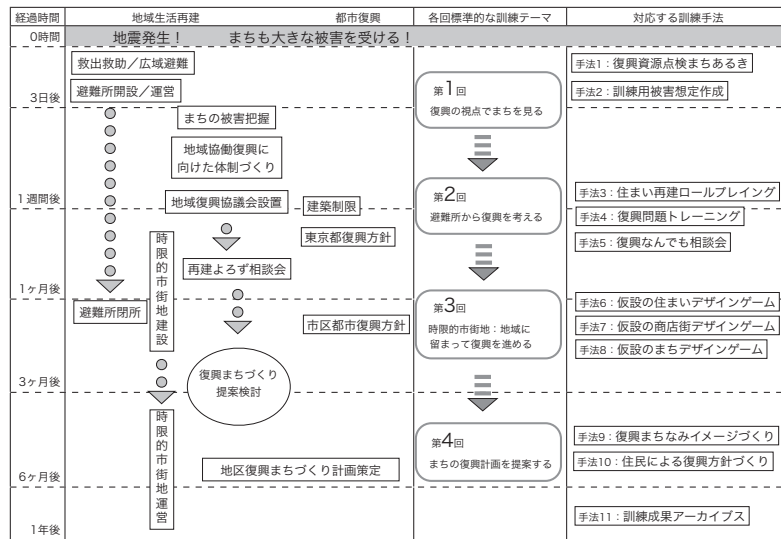 経過時間
地域生活再建
都市復興
各回標準的な訓練テーマ
対応する訓練手法
0時間
地震発生！
まちも大きな被害を受ける！
救出救助／広域避難
避難所開設／運営
3日後
まちの被害把握
地域協働復興に
向けた体制づくり
地域復興協議会設置
建築制限
1週間後
東京都復興方針
再建よろず相談会
時限的市街地建設
1ヶ月後
避難所閉所
市区都市復興方針
復興まちづくり
提案検討
3ヶ月後
時限的市街地運営
地区復興まちづくり計画策定
6ヶ月後
1年後
第1回
復興の視点でまちを見る
第2回
避難所から復興を考える
第3回
時限的市街地：地域に
留まって復興を進める
第4回
まちの復興計画を提案する
手法1：復興資源点検まちあるき
手法2：訓練用被害想定作成
手法3：住まい再建ロールプレイング
手法4：復興問題トレーニング
手法5：復興なんでも相談会
手法6：仮設の住まいデザインゲーム
手法7：仮設の商店街デザインゲーム
手法8：仮設のまちデザインゲーム
手法9：復興まちなみイメージづくり
手法10：住民による復興方針づくり
手法11：訓練成果アーカイブス